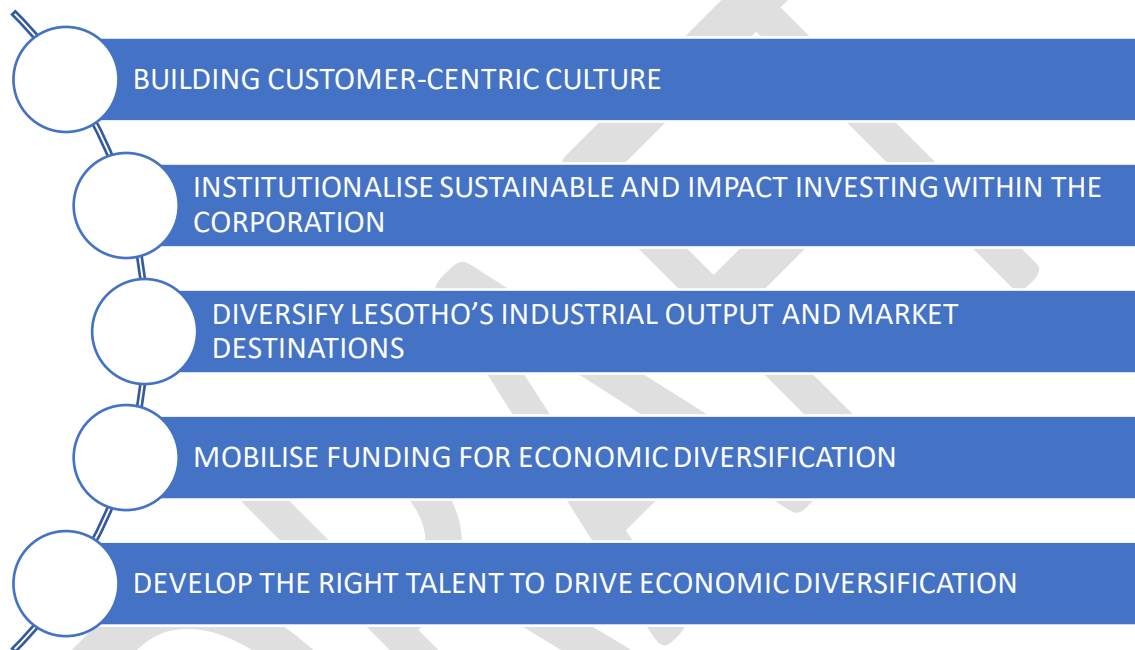 BUILDING CUSTOMER-CENTRIC CULTURE
INSTITUTIONALISE SUSTAINABLE AND IMPACT INVESTING WITHIN THE
CORPORATION
DIVERSIFY LESOTHO'S INDUSTRIAL OUTPUT AND MARKET
DESTINATIONS
MOBILISE FUNDING FOR ECONOMIC DIVERSIFICATION
DEVELOP THE RIGHT TALENT TO DRIVE ECONOMIC DIVERSIFICATION